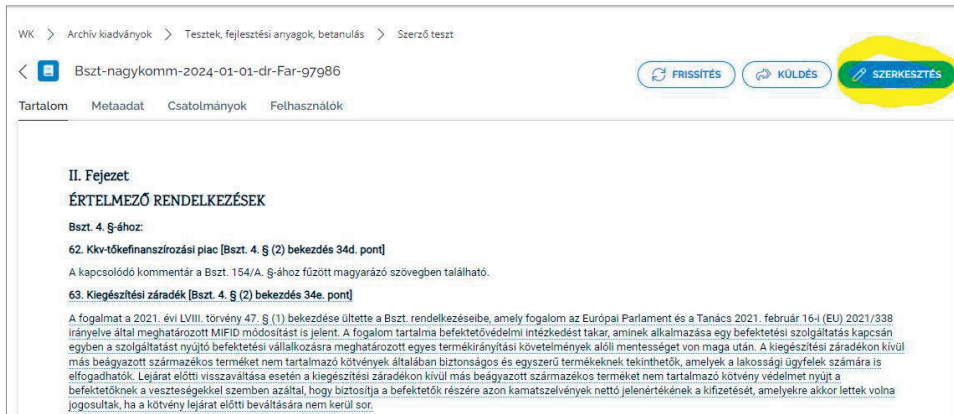 WK > Archív kiadványok > Tesztek, fejlesztési anyagok, betanulás > Szerző teszt
Bszt-nagykomm-2024-01-01-dr-Far-97986
FRISSÍTÉS
KÜLDÉS
SZERKESZTÉS
Tartalom Metaadat Csatolmányok Felhasználók
II. Fejezet
ÉRTELMEZŐ RENDELKEZÉSEK
Bszt. 4. §-ához:
62. Kkv-tőkefinanszírozási piac [Bszt. 4. § (2) bekezdés 34d. pont]
A kapcsolódó kommentár a Bszt. 154/A. §-ához fűzött magyarázó szövegben található.
63. Kiegészítési záradék [Bszt. 4. § (2) bekezdés 34e. pont]
A fogalmat a 2021. évi LVIII. törvény 47. § (1) bekezdése ültette a Bszt. rendelkezéseibe, amely fogalom az Európai Parlament és a Tanács 2021. február 16-i (EU) 2021/338
irányelve által meghatározott MIFID módosítást is jelent. A fogalom tartalma befektetővédelmi intézkedést takar, aminek alkalmazása egy befektetési szolgáltatás kapcsán
egyben a szolgáltatást nyújtó befektetési vállalkozásra meghatározott egyes termékirányítási követelmények alóli mentességet von maga után. A kiegészítési záradékon kívül
más beágyazott származékos terméket nem tartalmazó kötvények általában biztonságos és egyszerű termékeknek tekinthetők, amelyek a lakossági ügyfelek számára is
elfogadhatók. Lejárat előtti visszaváltása esetén a kiegészítési záradékon kívül más beágyazott származékos terméket nem tartalmazó kötvény védelmet nyújt a
befektetőknek a veszteségekkel szemben azáltal, hogy biztosítja a befektetők részére azon kamatszelvények nettó jelenértékének a kifizetését, amelyekre akkor lettek volna
jogosultak, ha a kötvény lejárat előtti beváltására nem kerül sor.